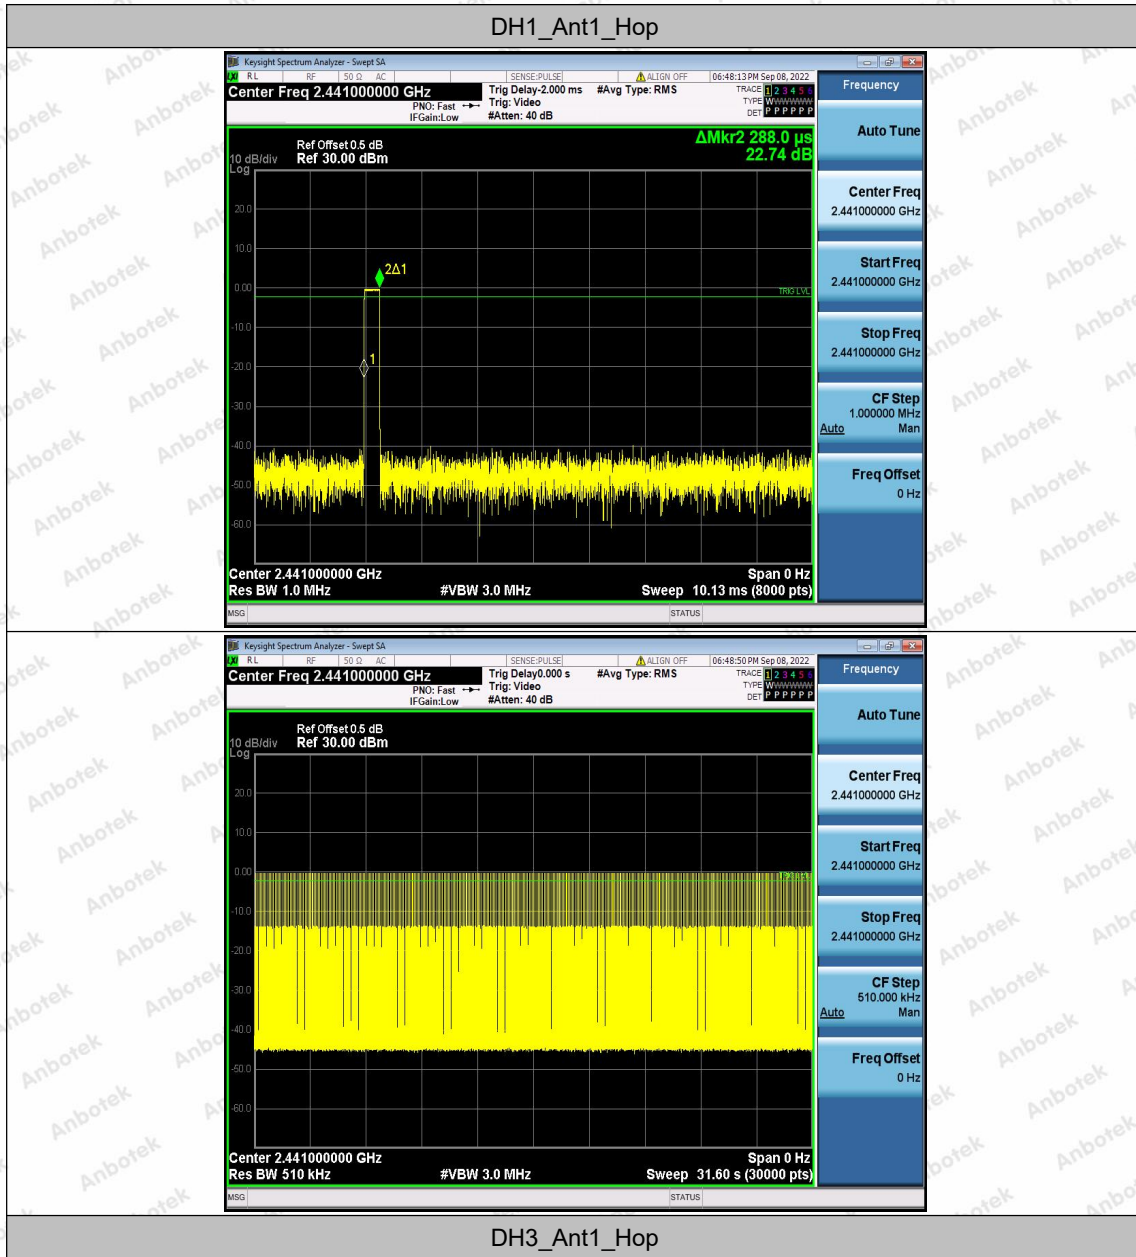 DH1_Ant1_Hop
Keysight Spectrum Analyzer - Swept SA
LXI RL RF 50 Ω AC SENSE:PULSE ALIGN OFF 06:48:13 PM Sep 08, 2022
Center Freq 2.441000000 GHz
PNO: Fast
IFGain:Low
Trig Delay-2.000 ms
Trig: Video
#Atten: 40 dB
#Avg Type: RMS
TRACE 1 2 3 4 5 6
TYPE WWWWWW
DET P P P P P P
Frequency
Auto Tune
Center Freq
2.441000000 GHz
Start Freq
2.441000000 GHz
Stop Freq
2.441000000 GHz
CF Step
1.000000 MHz
Auto Man
Freq Offset
0 Hz
ΔMkr2 288.0 µs
22.74 dB
Ref Offset 0.5 dB
10 dB/div Ref 30.00 dBm
Log
20.0
10.0
0.00
-10.0
-20.0
-30.0
-40.0
-50.0
-60.0
2Δ1
1
TRIG LVL
Center 2.441000000 GHz Span 0 Hz
Res BW 1.0 MHz #VBW 3.0 MHz Sweep 10.13 ms (8000 pts)
MSG STATUS
Keysight Spectrum Analyzer - Swept SA
LXI RL RF 50 Ω AC SENSE:PULSE ALIGN OFF 06:48:50 PM Sep 08, 2022
Center Freq 2.441000000 GHz
PNO: Fast
IFGain:Low
Trig Delay0.000 s
Trig: Video
#Atten: 40 dB
#Avg Type: RMS
TRACE 1 2 3 4 5 6
TYPE WWWWWW
DET P P P P P P
Frequency
Auto Tune
Center Freq
2.441000000 GHz
Start Freq
2.441000000 GHz
Stop Freq
2.441000000 GHz
CF Step
510.000 kHz
Auto Man
Freq Offset
0 Hz
Ref Offset 0.5 dB
10 dB/div Ref 30.00 dBm
Log
20.0
10.0
0.00
-10.0
-20.0
-30.0
-40.0
-50.0
-60.0
Center 2.441000000 GHz Span 0 Hz
Res BW 510 kHz #VBW 3.0 MHz Sweep 31.60 s (30000 pts)
MSG STATUS
DH3_Ant1_Hop
Anbotek